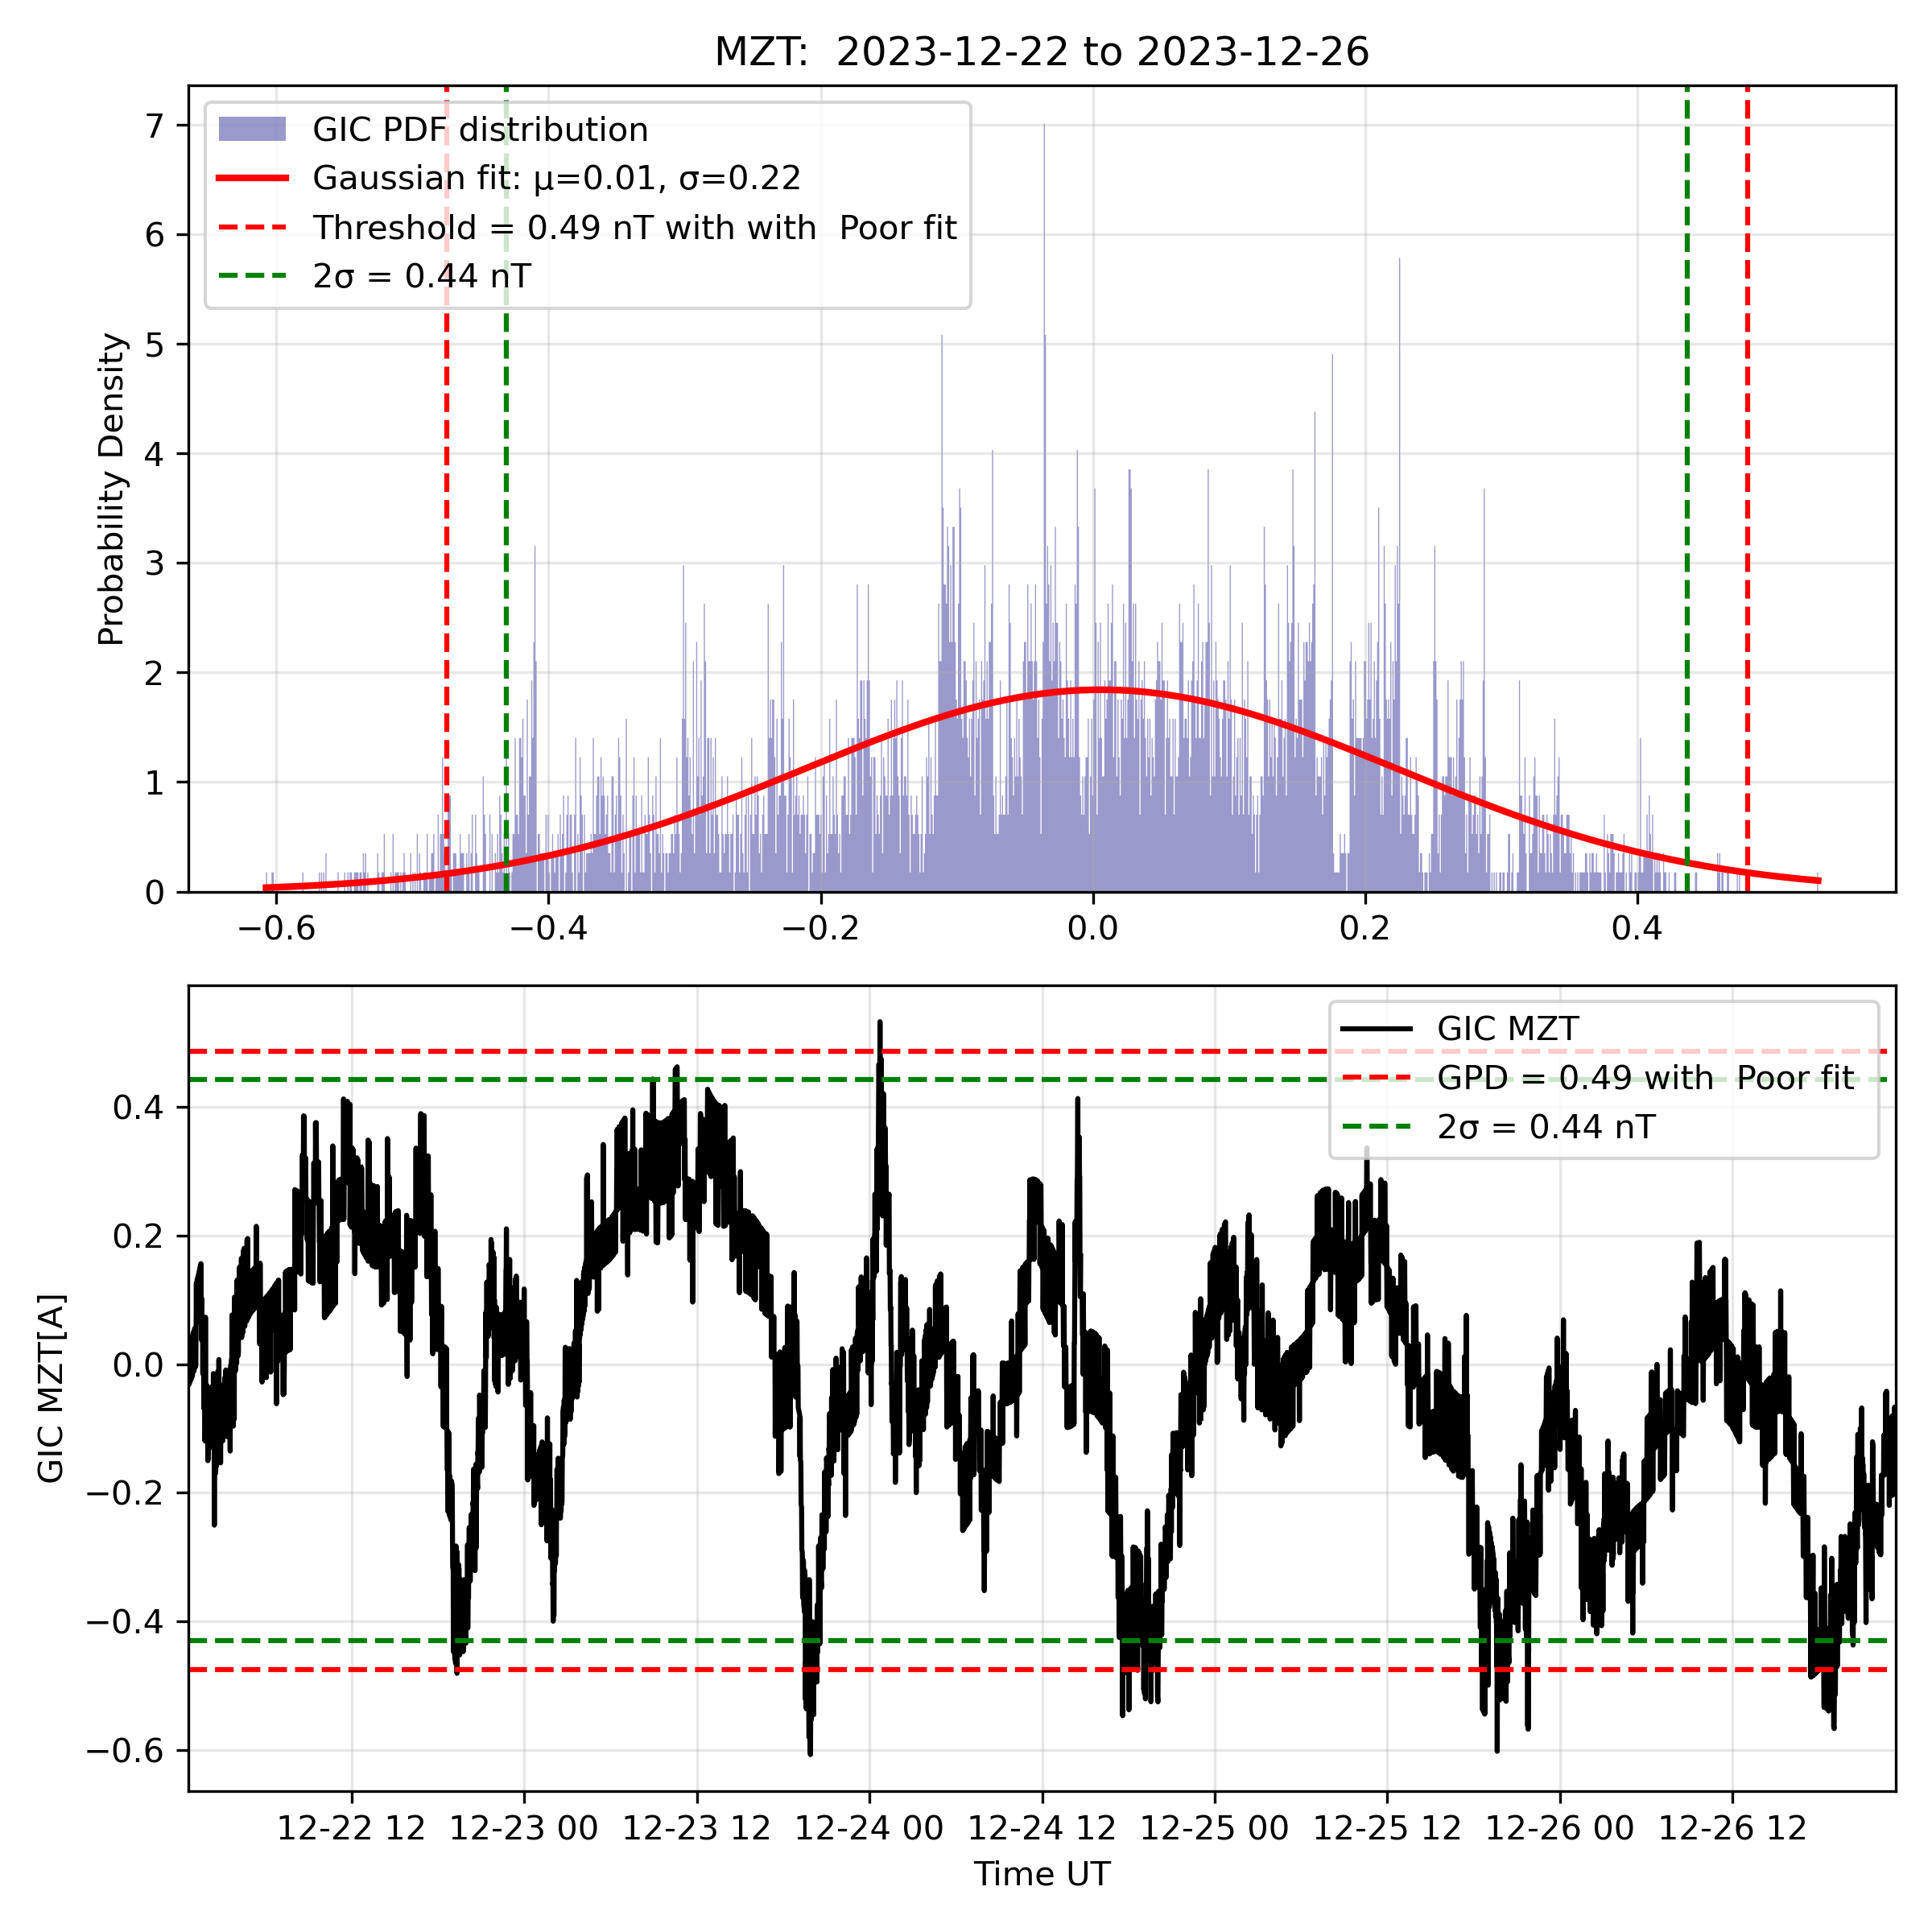 MZT:  2023-12-22 to 2023-12-26
7
6
5
4
3
2
1
0
Probability Density
GIC PDF distribution
Gaussian fit: μ=0.01, σ=0.22
Threshold = 0.49 nT with with  Poor fit
2σ = 0.44 nT
−0.6 −0.4 −0.2 0.0 0.2 0.4
GIC MZT
GPD = 0.49 with  Poor fit
2σ = 0.44 nT
0.4
0.2
0.0
−0.2
−0.4
−0.6
GIC MZT[A]
12-22 12 12-23 00 12-23 12 12-24 00 12-24 12 12-25 00 12-25 12 12-26 00 12-26 12
Time UT